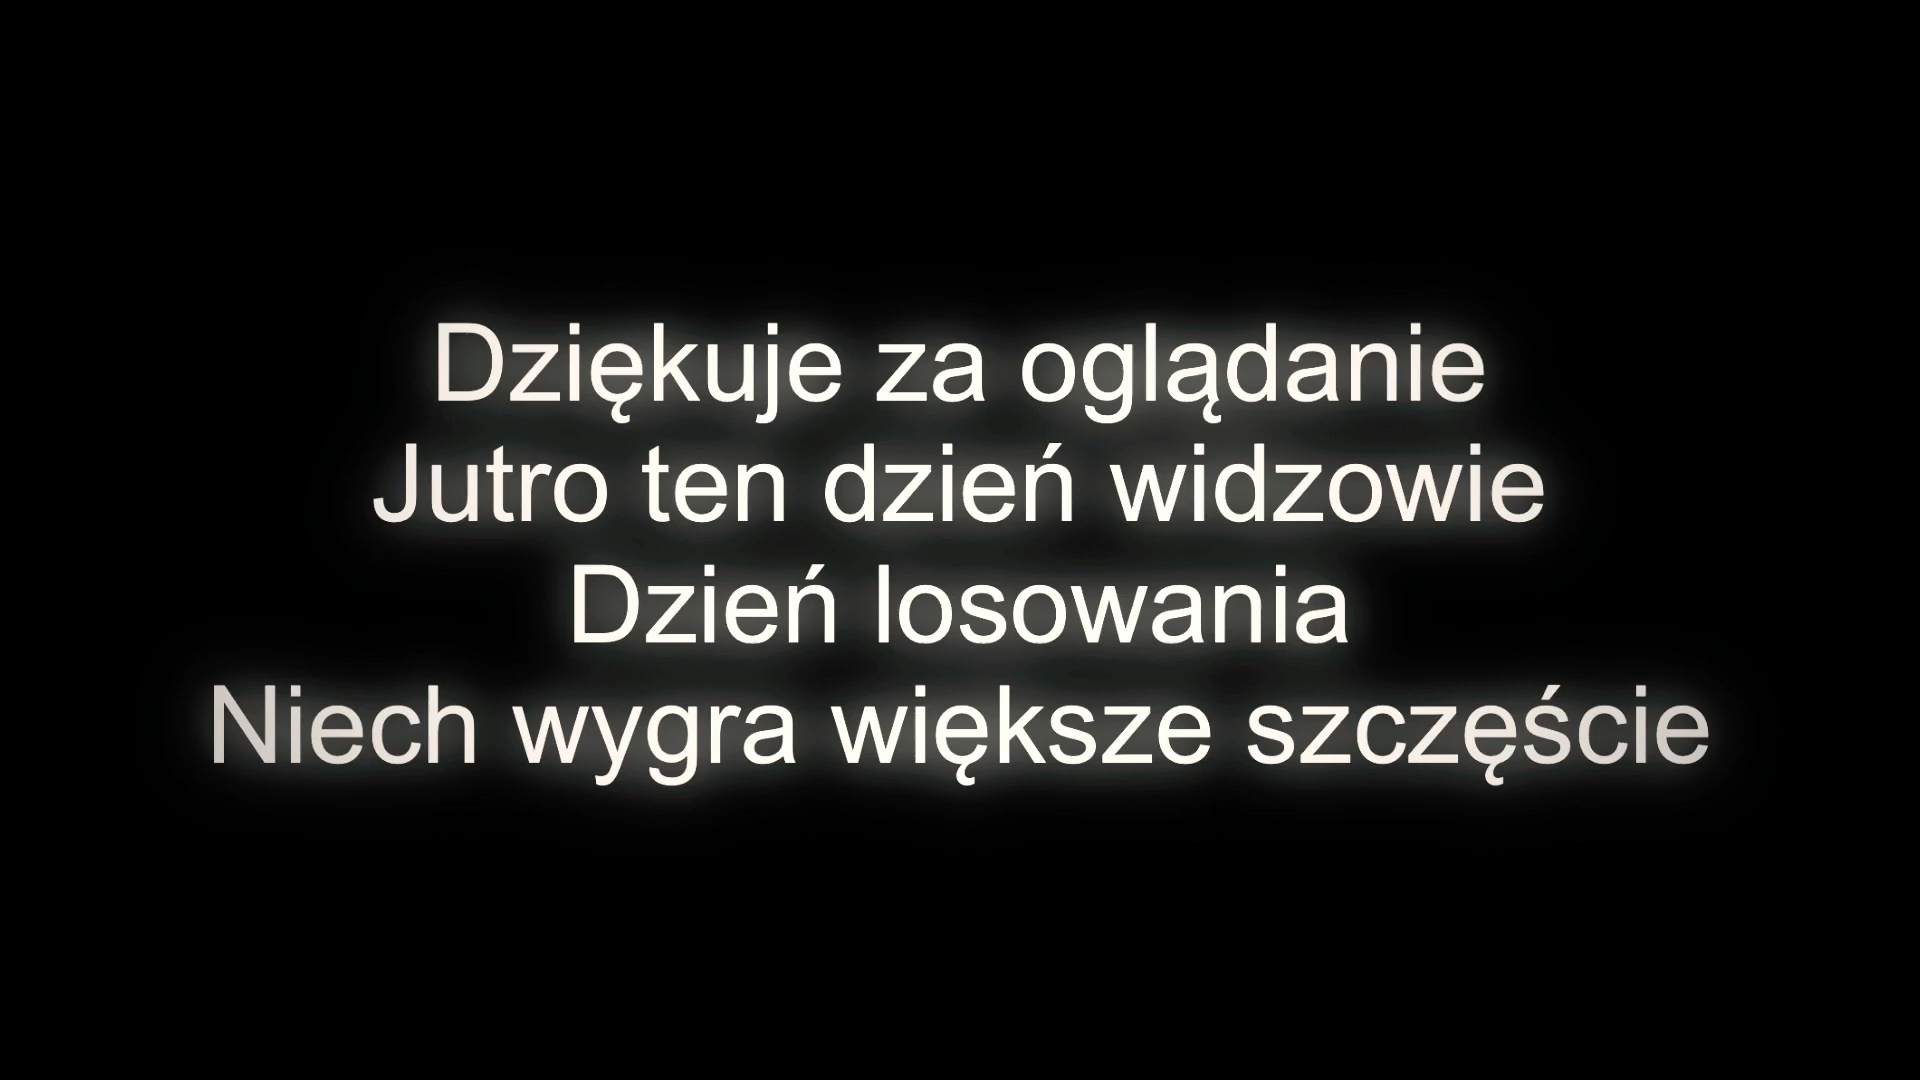 Dziękuje za oglądanie
Jutro ten dzień widzowie
Dzień losowania
Niech wygra większe szczęście